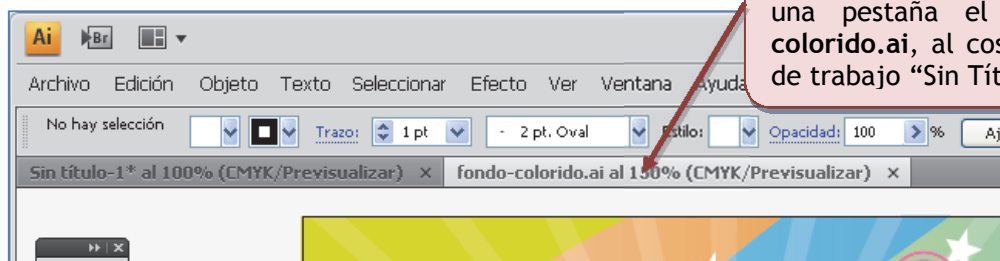 una pestaña el
colorido.ai, al cos
de trabajo “Sin Tít
Ai Br
Archivo Edición Objeto Texto Seleccionar Efecto Ver Ventana Ayuda
No hay selección Trazo: 1 pt - 2 pt. Oval Estilo: Opacidad: 100 % Aj
Sin título-1* al 100% (CMYK/Previsualizar) × fondo-colorido.ai al 150% (CMYK/Previsualizar) ×